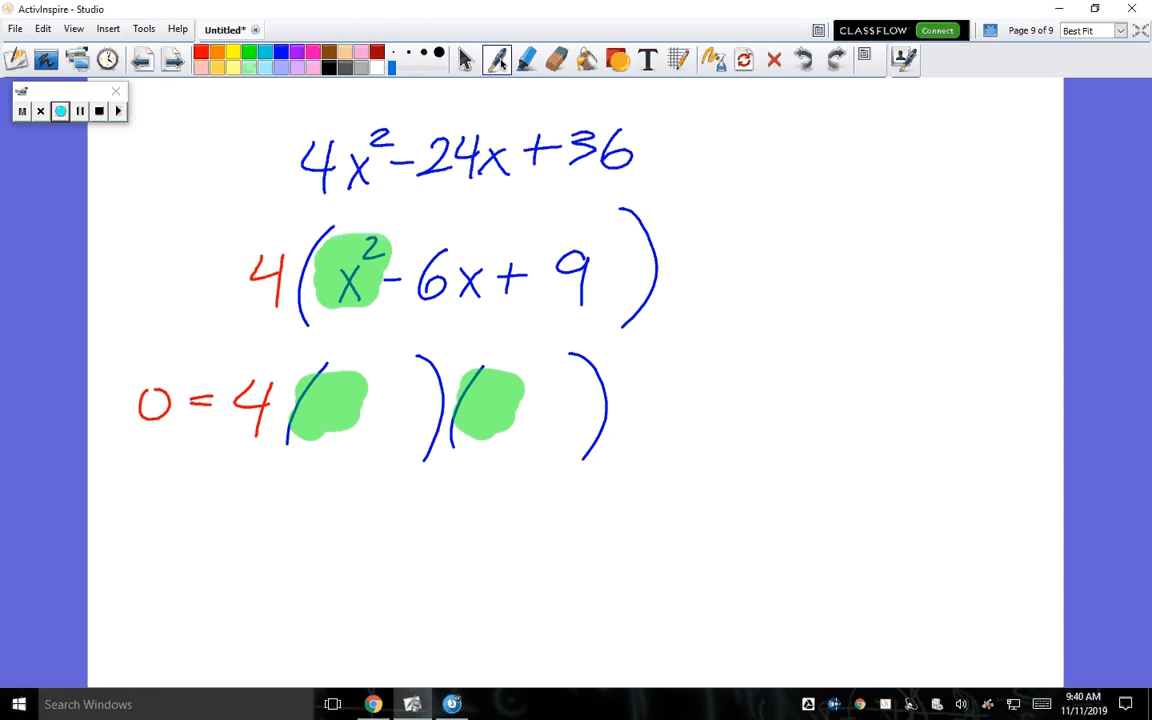 ActivInspire - Studio
File Edit View Insert Tools Help Untitled* CLASSFLOW Connect Page 9 of 9 Best Fit
T
M
4x²-24x+36
4(x²-6x+9)
0=4( )( )
Search Windows
9:40 AM
11/11/2019